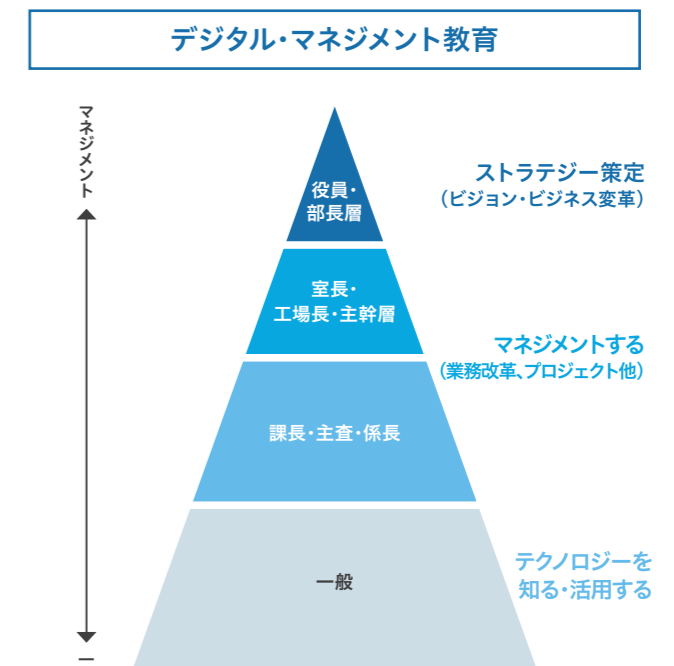 デジタル・マネジメント教育
マネジメント
役員・
部長層
ストラテジー策定
（ビジョン・ビジネス変革）
室長・
工場長・主幹層
マネジメントする
（業務改革、プロジェクト他）
課長・主査・係長
テクノロジーを
知る・活用する
一般